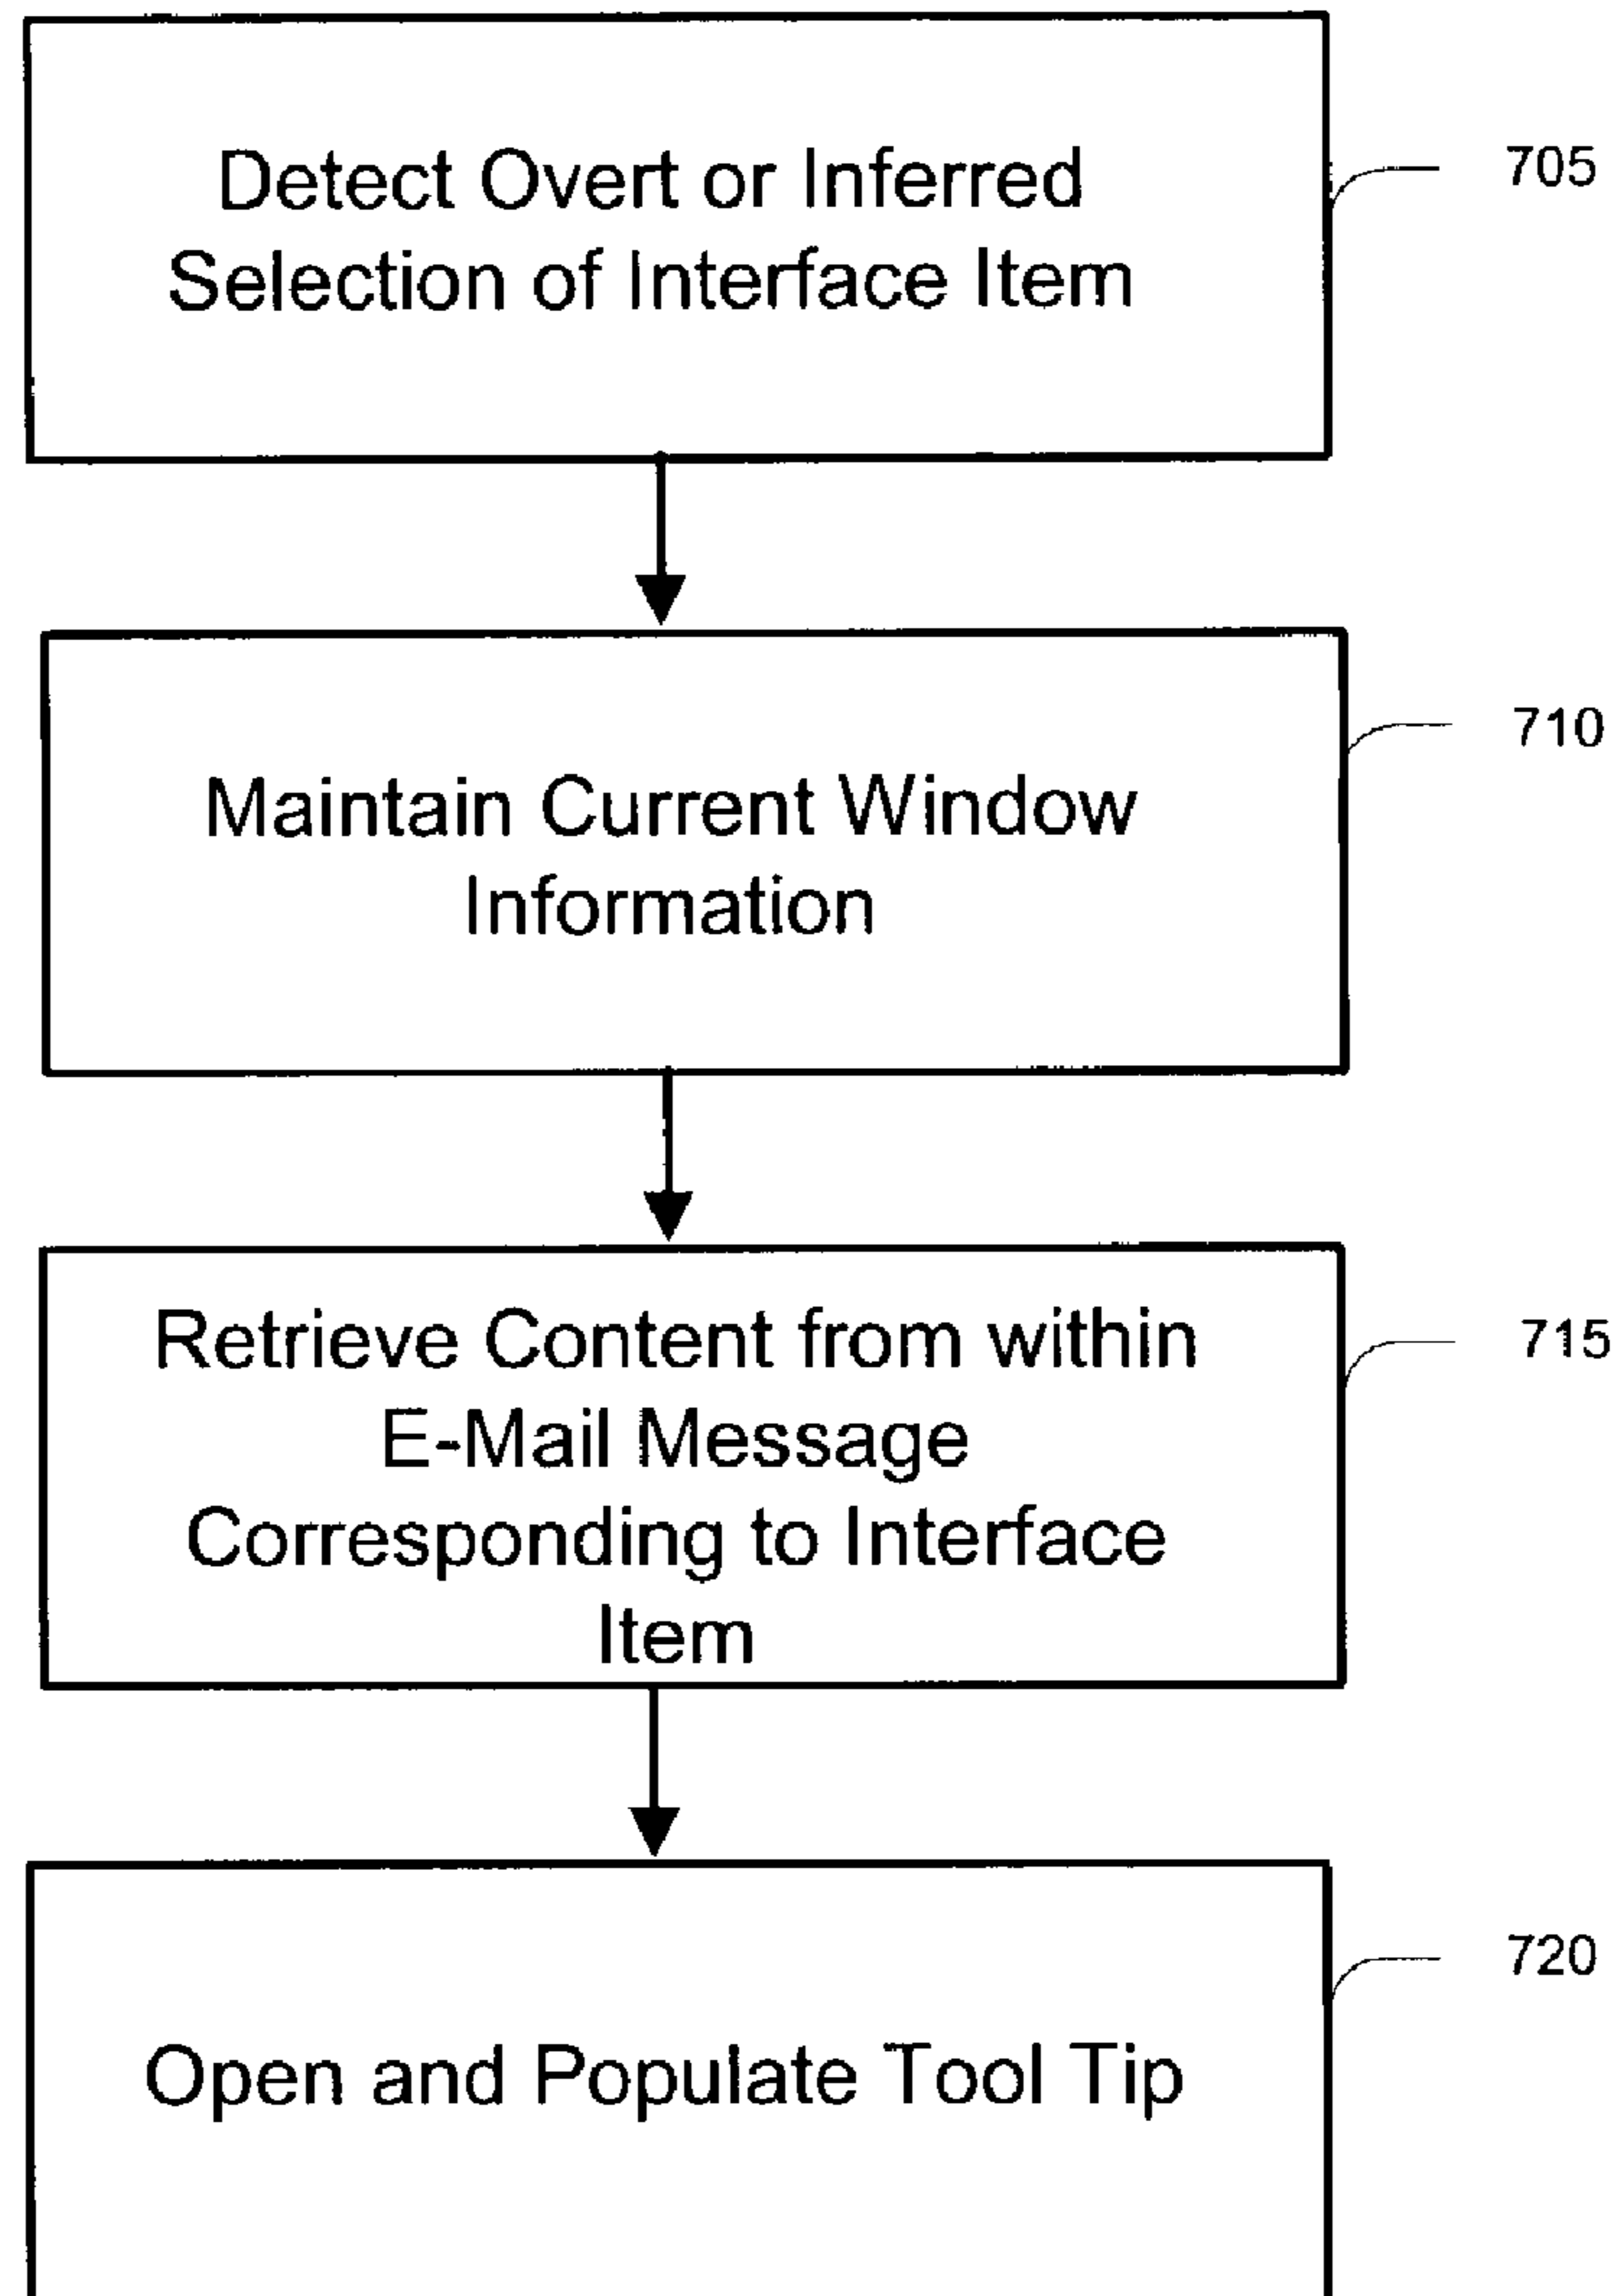 Detect Overt or Inferred
Selection of Interface Item
705
Maintain Current Window
Information
710
Retrieve Content from within
E-Mail Message
Corresponding to Interface
Item
715
Open and Populate Tool Tip
720